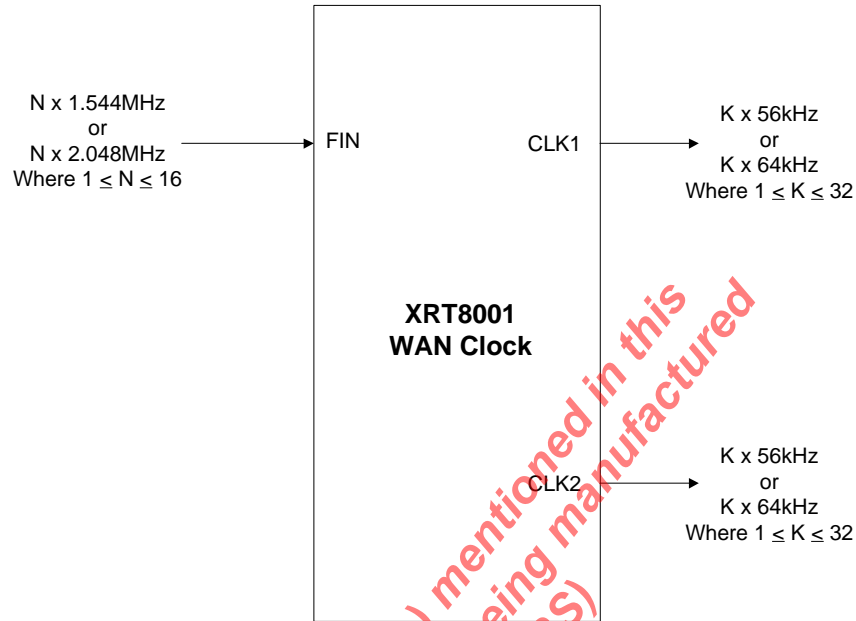 N x 1.544MHz
or
N x 2.048MHz
Where 1 ≤ N ≤ 16
FIN
CLK1
K x 56kHz
or
K x 64kHz
Where 1 ≤ K ≤ 32
XRT8001
WAN Clock
CLK2
K x 56kHz
or
K x 64kHz
Where 1 ≤ K ≤ 32
) mentioned in this
eing manufactured
S)